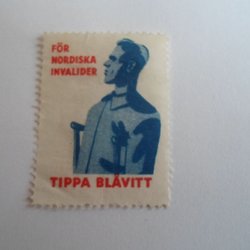 FÖR
NORDISKA
INVALIDER
TIPPA BLÅVITT